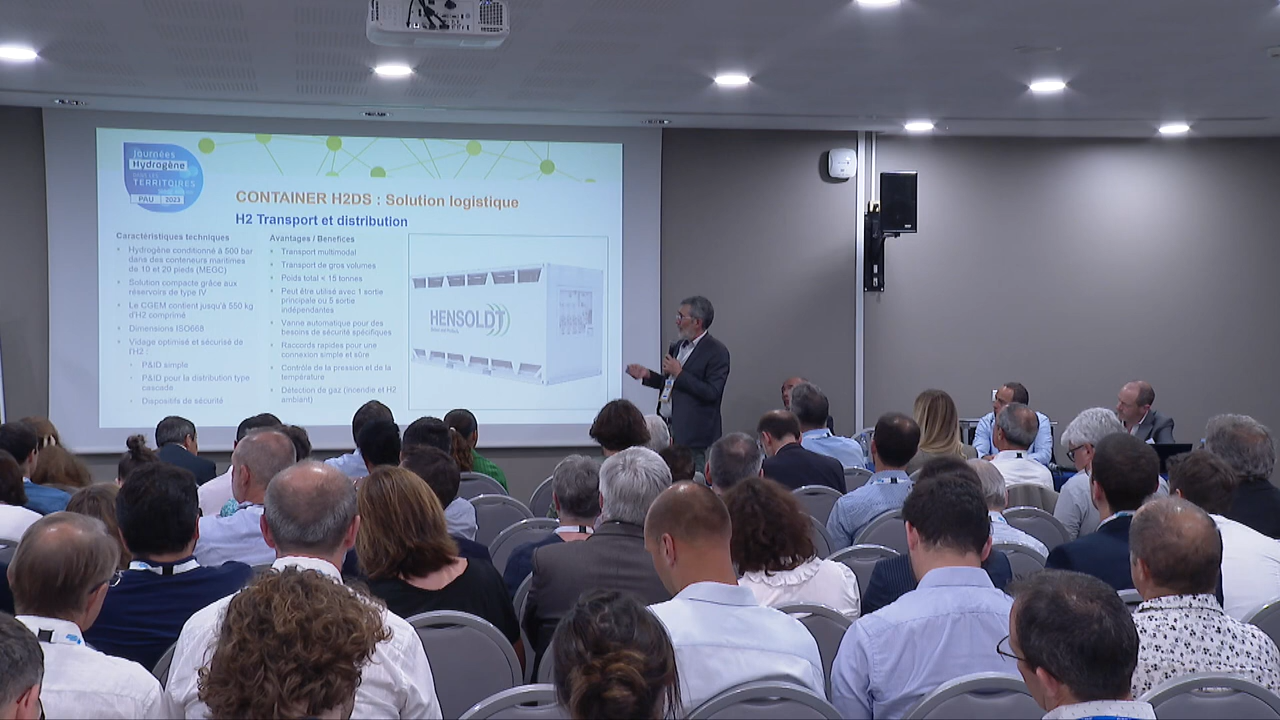 Journées
Hydrogène
DANS LES
TERRITOIRES
PAU | 2023
CONTAINER H2DS : Solution logistique
H2 Transport et distribution
Caractéristiques techniques
• Hydrogène conditionné à 500 bar
dans des conteneurs maritimes
de 10 et 20 pieds (MEGC)
• Solution compacte grâce aux
réservoirs de type IV
• Le CGEM contient jusqu'à 550 kg
d'H2 comprimé
• Dimensions ISO668
• Vidage optimisé et sécurisé de
l'H2 :
• P&ID simple
• P&ID pour la distribution type
cascade
• Dispositifs de sécurité
Avantages / Benefices
• Transport multimodal
• Transport de gros volumes
• Poids total < 15 tonnes
• Peut être utilisé avec 1 sortie
principale ou 5 sortie
indépendantes
• Vanne automatique pour des
besoins de sécurité spécifiques
• Raccords rapides pour une
connexion simple et sûre
• Contrôle de la pression et de la
température
• Détection de gaz (incendie et H2
ambiant)
HENSOLDT